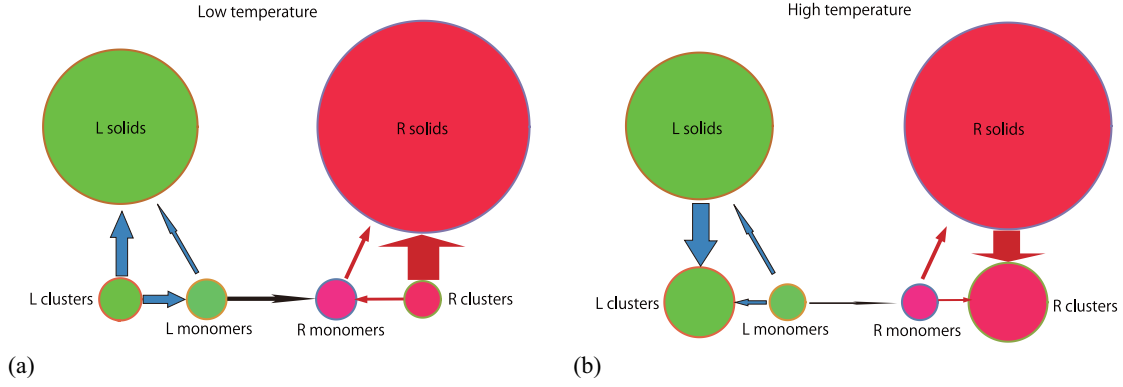 Low temperature
L solids
R solids
L clusters
L monomers
R monomers
R clusters
(a)
High temperature
L solids
R solids
L clusters
L monomers
R monomers
R clusters
(b)